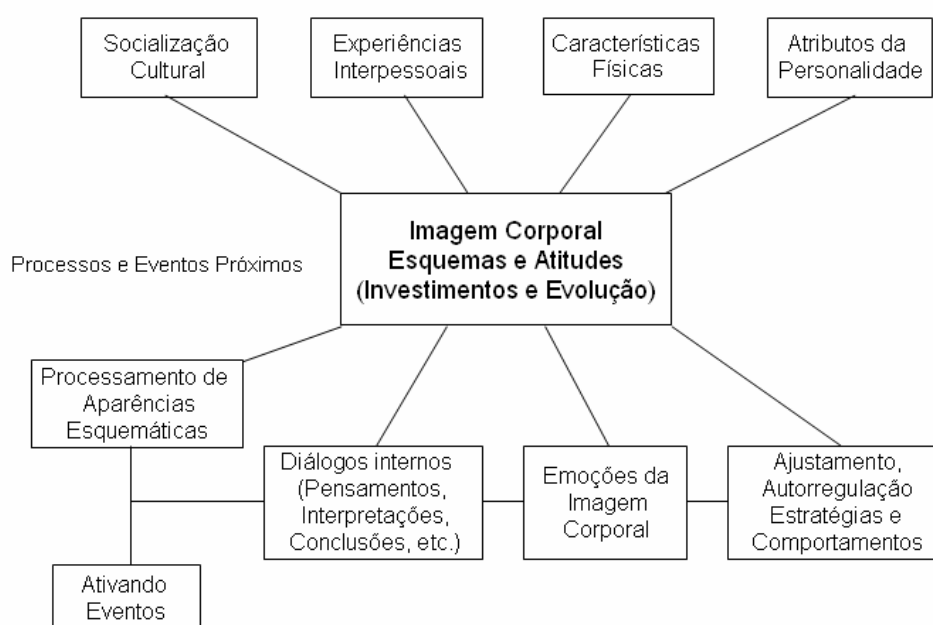 Socialização
Cultural
Experiências
Interpessoais
Características
Físicas
Atributos da
Personalidade
Imagem Corporal
Esquemas e Atitudes
(Investimentos e Evolução)
Processos e Eventos Próximos
Processamento de
Aparências
Esquemáticas
Diálogos internos
(Pensamentos,
Interpretações,
Conclusões, etc.)
Emoções da
Imagem
Corporal
Ajustamento,
Autorregulação
Estratégias e
Comportamentos
Ativando
Eventos